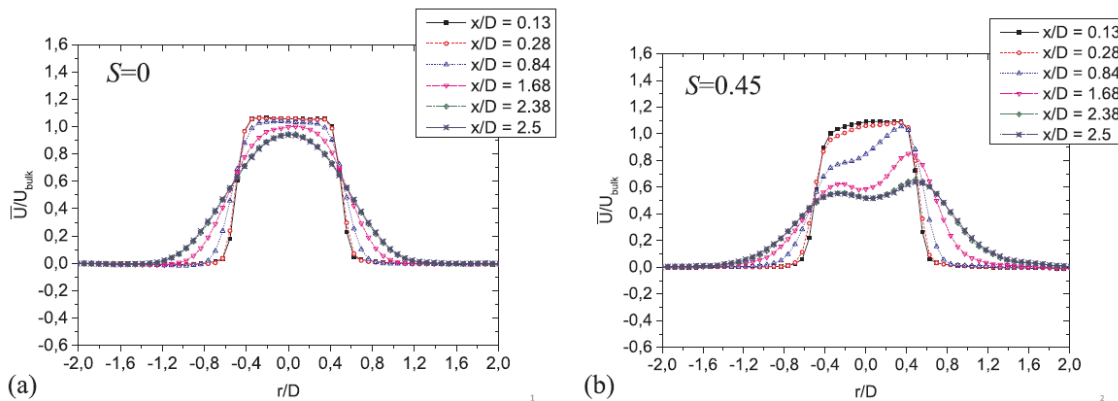 x/D = 0.13
x/D = 0.28
x/D = 0.84
x/D = 1.68
x/D = 2.38
x/D = 2.5
S=0
1,6
1,4
1,2
1,0
0,8
0,6
0,4
0,2
0,0
-0,2
-0,4
-0,6
U̅/U_bulk
-2,0 -1,6 -1,2 -0,8 -0,4 0,0 0,4 0,8 1,2 1,6 2,0
r/D
(a)
1
x/D = 0.13
x/D = 0.28
x/D = 0.84
x/D = 1.68
x/D = 2.38
x/D = 2.5
S=0.45
1,6
1,4
1,2
1,0
0,8
0,6
0,4
0,2
0,0
-0,2
-0,4
-0,6
U̅/U_bulk
-2,0 -1,6 -1,2 -0,8 -0,4 0,0 0,4 0,8 1,2 1,6 2,0
r/D
(b)
2